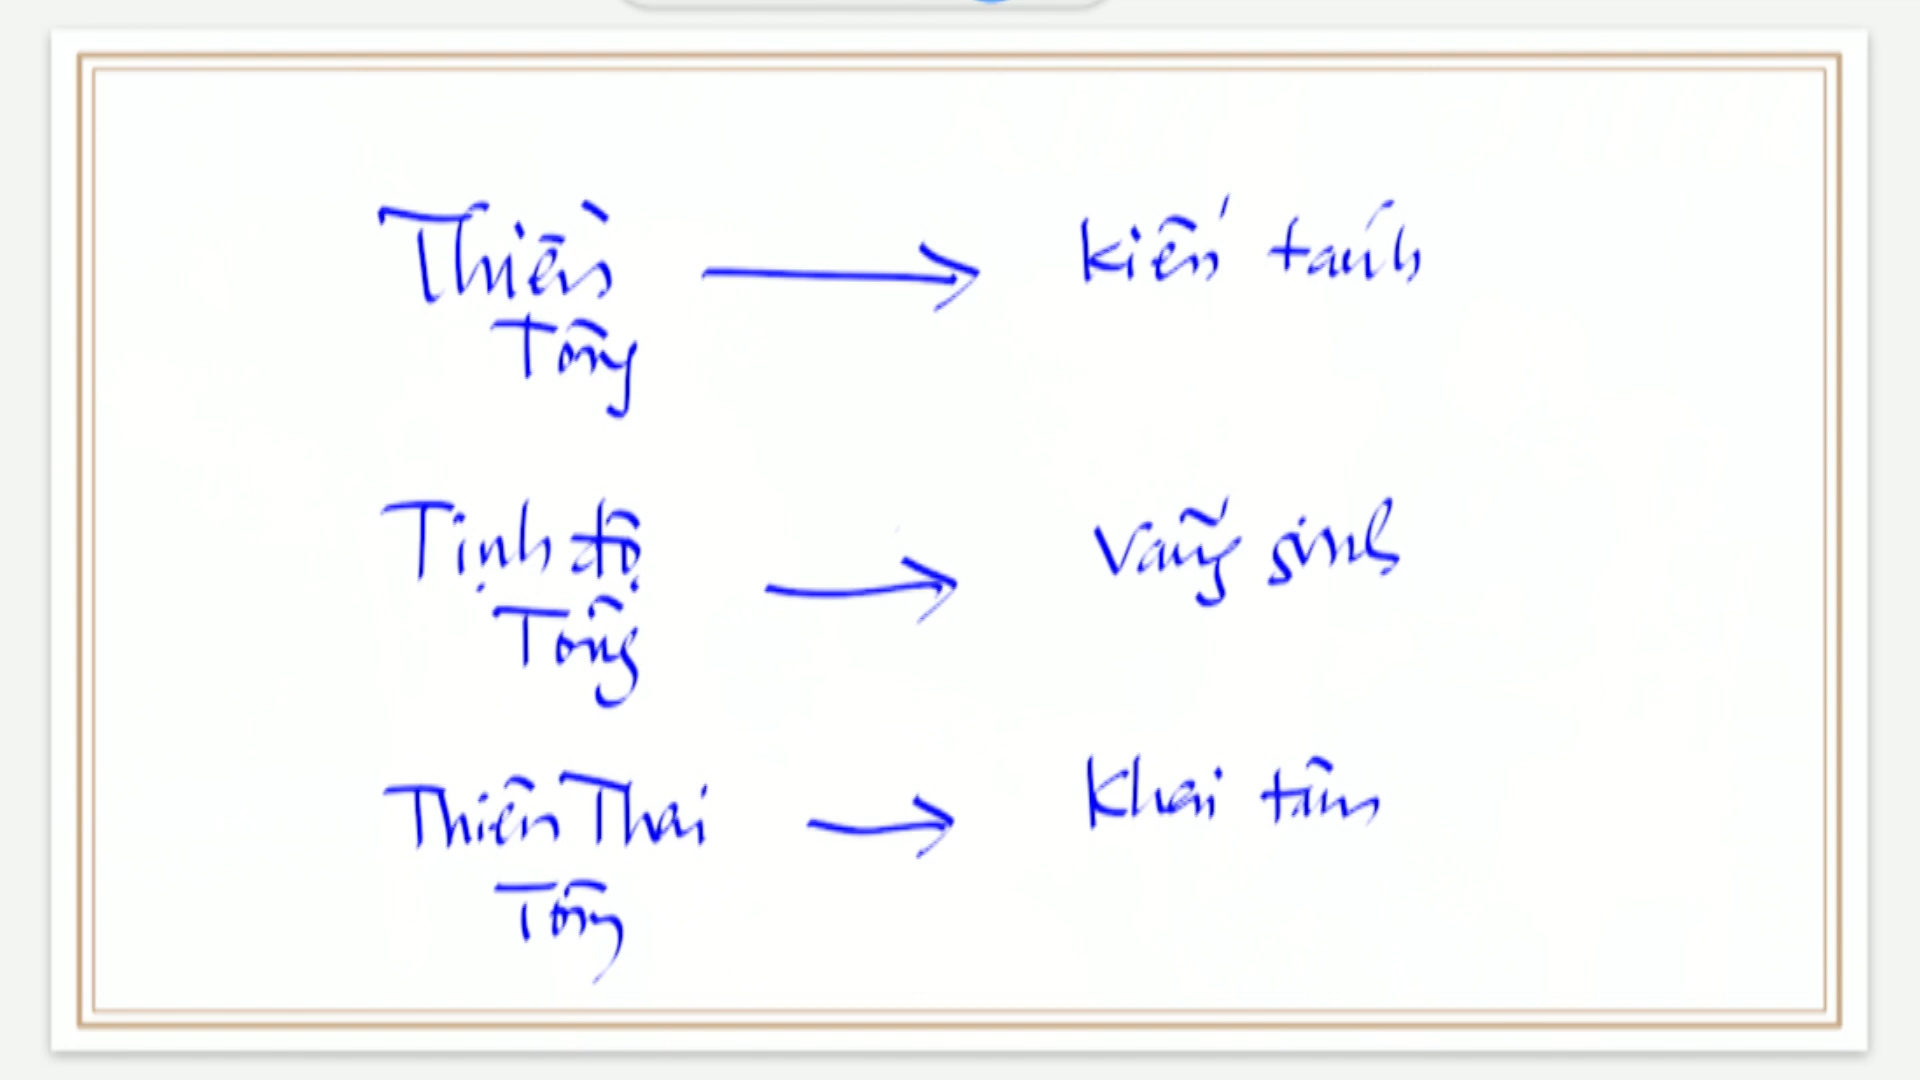 Thiền → kiến tánh
Tông
Tịnh độ → Vãng sinh
Tông
Thiên Thai → Khai tâm
Tông